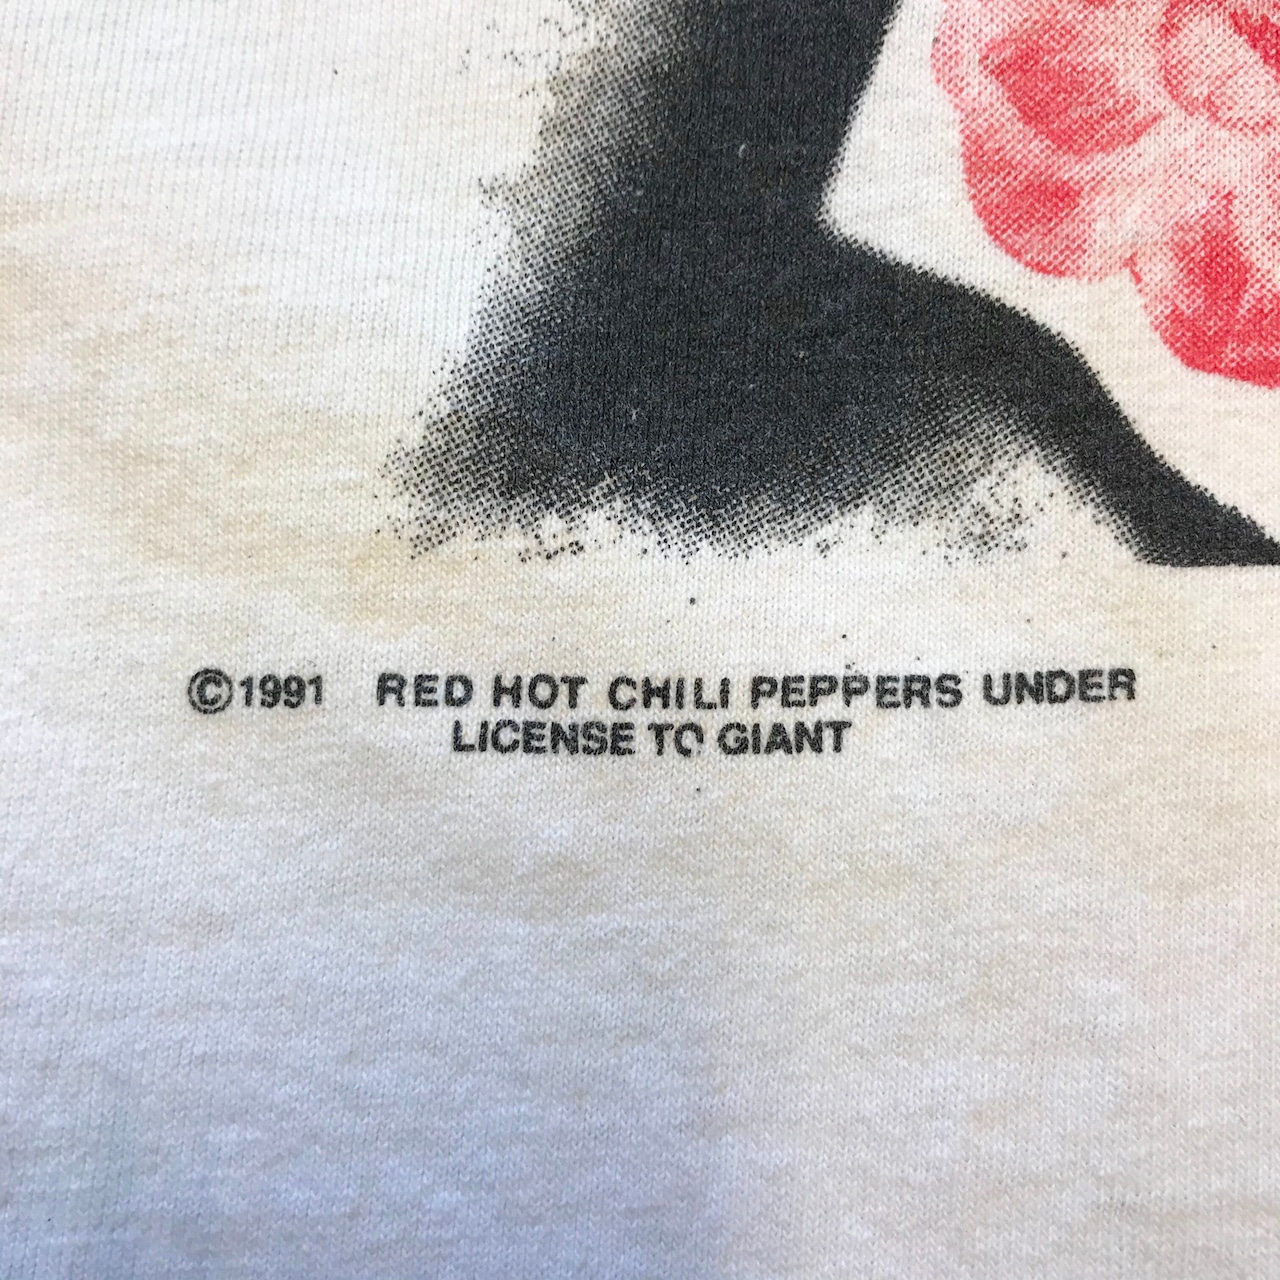 ©1991 RED HOT CHILI PEPPERS UNDER
LICENSE TO GIANT